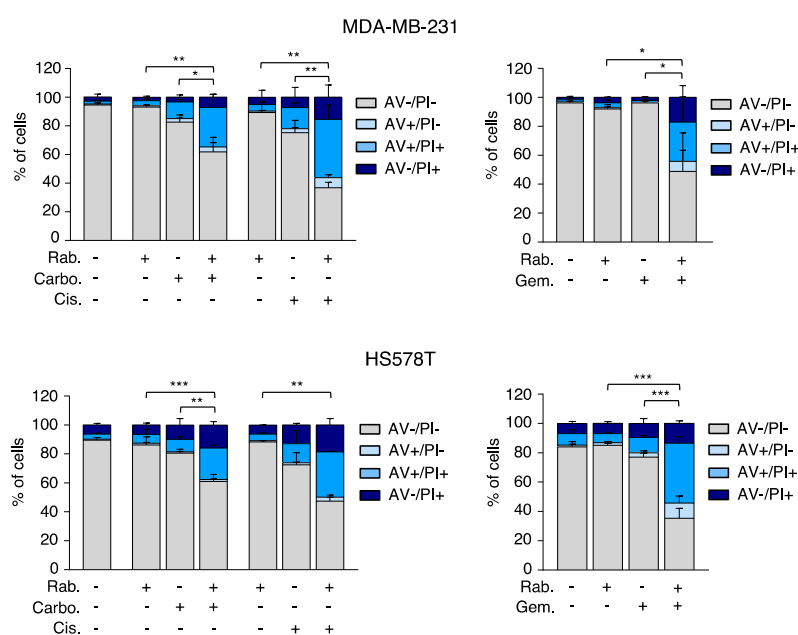 MDA-MB-231
** ** * *
* **
120 120
100 AV-/PI- 100 AV-/PI-
80 AV+/PI- 80 AV+/PI-
60 AV+/PI+ 60 AV+/PI+
40 AV-/PI+ 40 AV-/PI+
20 20
0 0
% of cells % of cells
Rab. - + - + + - + Rab. - + - +
Carbo. - - + + - - - Gem. - - + +
Cis. - - - - - + +
HS578T
*** ** ***
** ***
120 120
100 AV-/PI- 100 AV-/PI-
80 AV+/PI- 80 AV+/PI-
60 AV+/PI+ 60 AV+/PI+
40 AV-/PI+ 40 AV-/PI+
20 20
0 0
% of cells % of cells
Rab. - + - + + - + Rab. - + - +
Carbo. - - + + - - - Gem. - - + +
Cis. - - - - - + +